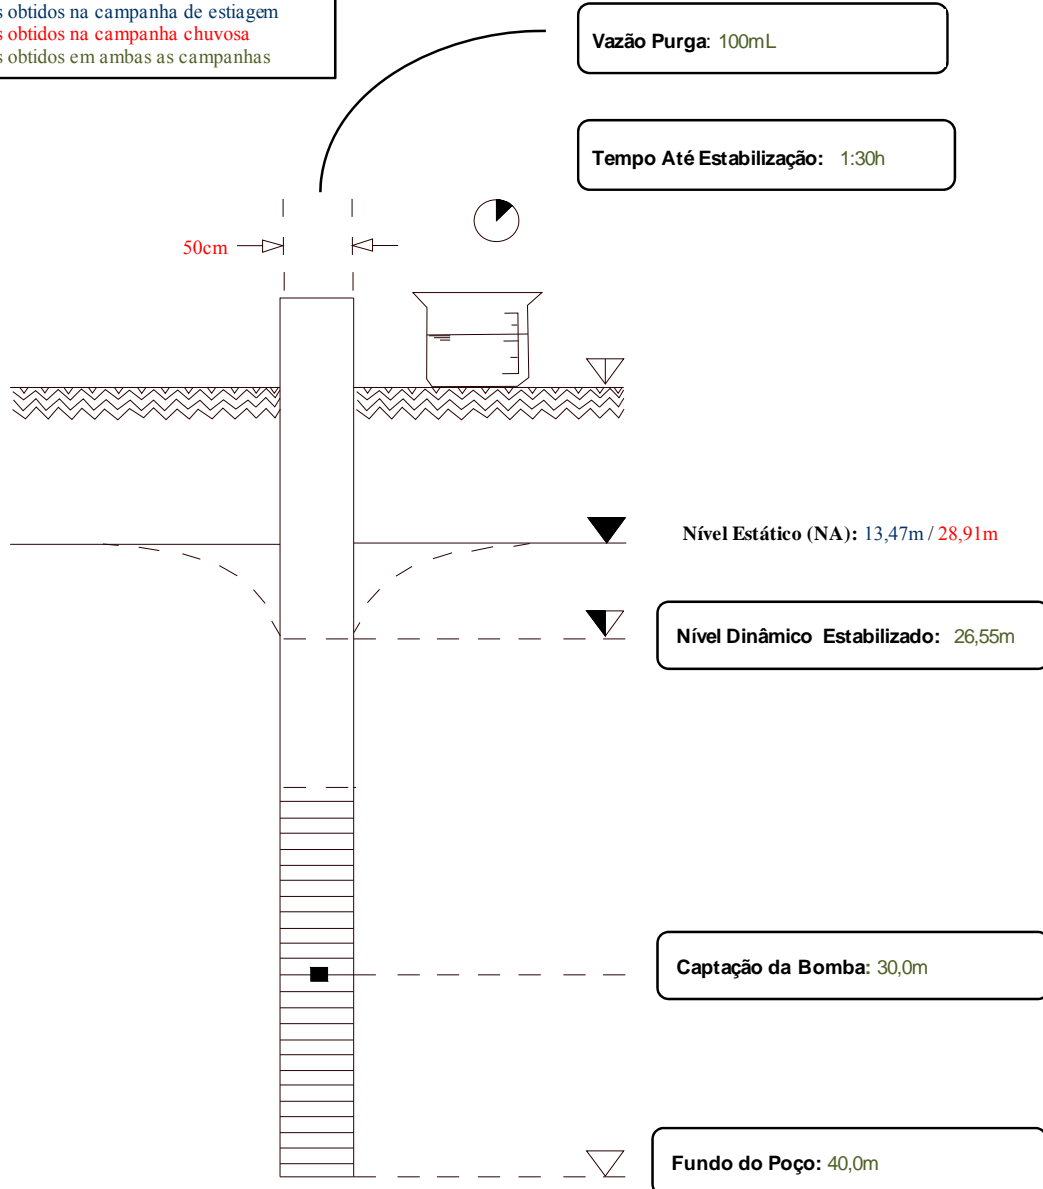 s obtidos na campanha de estiagem
s obtidos na campanha chuvosa
s obtidos em ambas as campanhas
Vazão Purga: 100mL
Tempo Até Estabilização: 1:30h
50cm
Nível Estático (NA): 13,47m / 28,91m
Nível Dinâmico Estabilizado: 26,55m
Captação da Bomba: 30,0m
Fundo do Poço: 40,0m